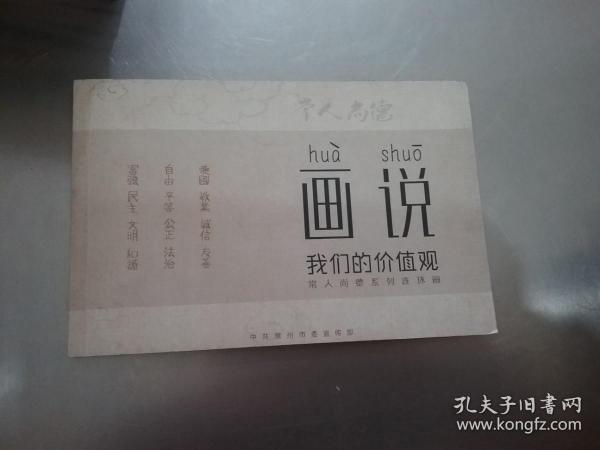 常人尚德
huà shuō
画说
我们的价值观
常人尚德系列连环画
爱国 敬业 诚信 友善
自由 平等 公正 法治
富强 民主 文明 和谐
中共常州市委宣传部
孔夫子旧书网
www.kongfz.com